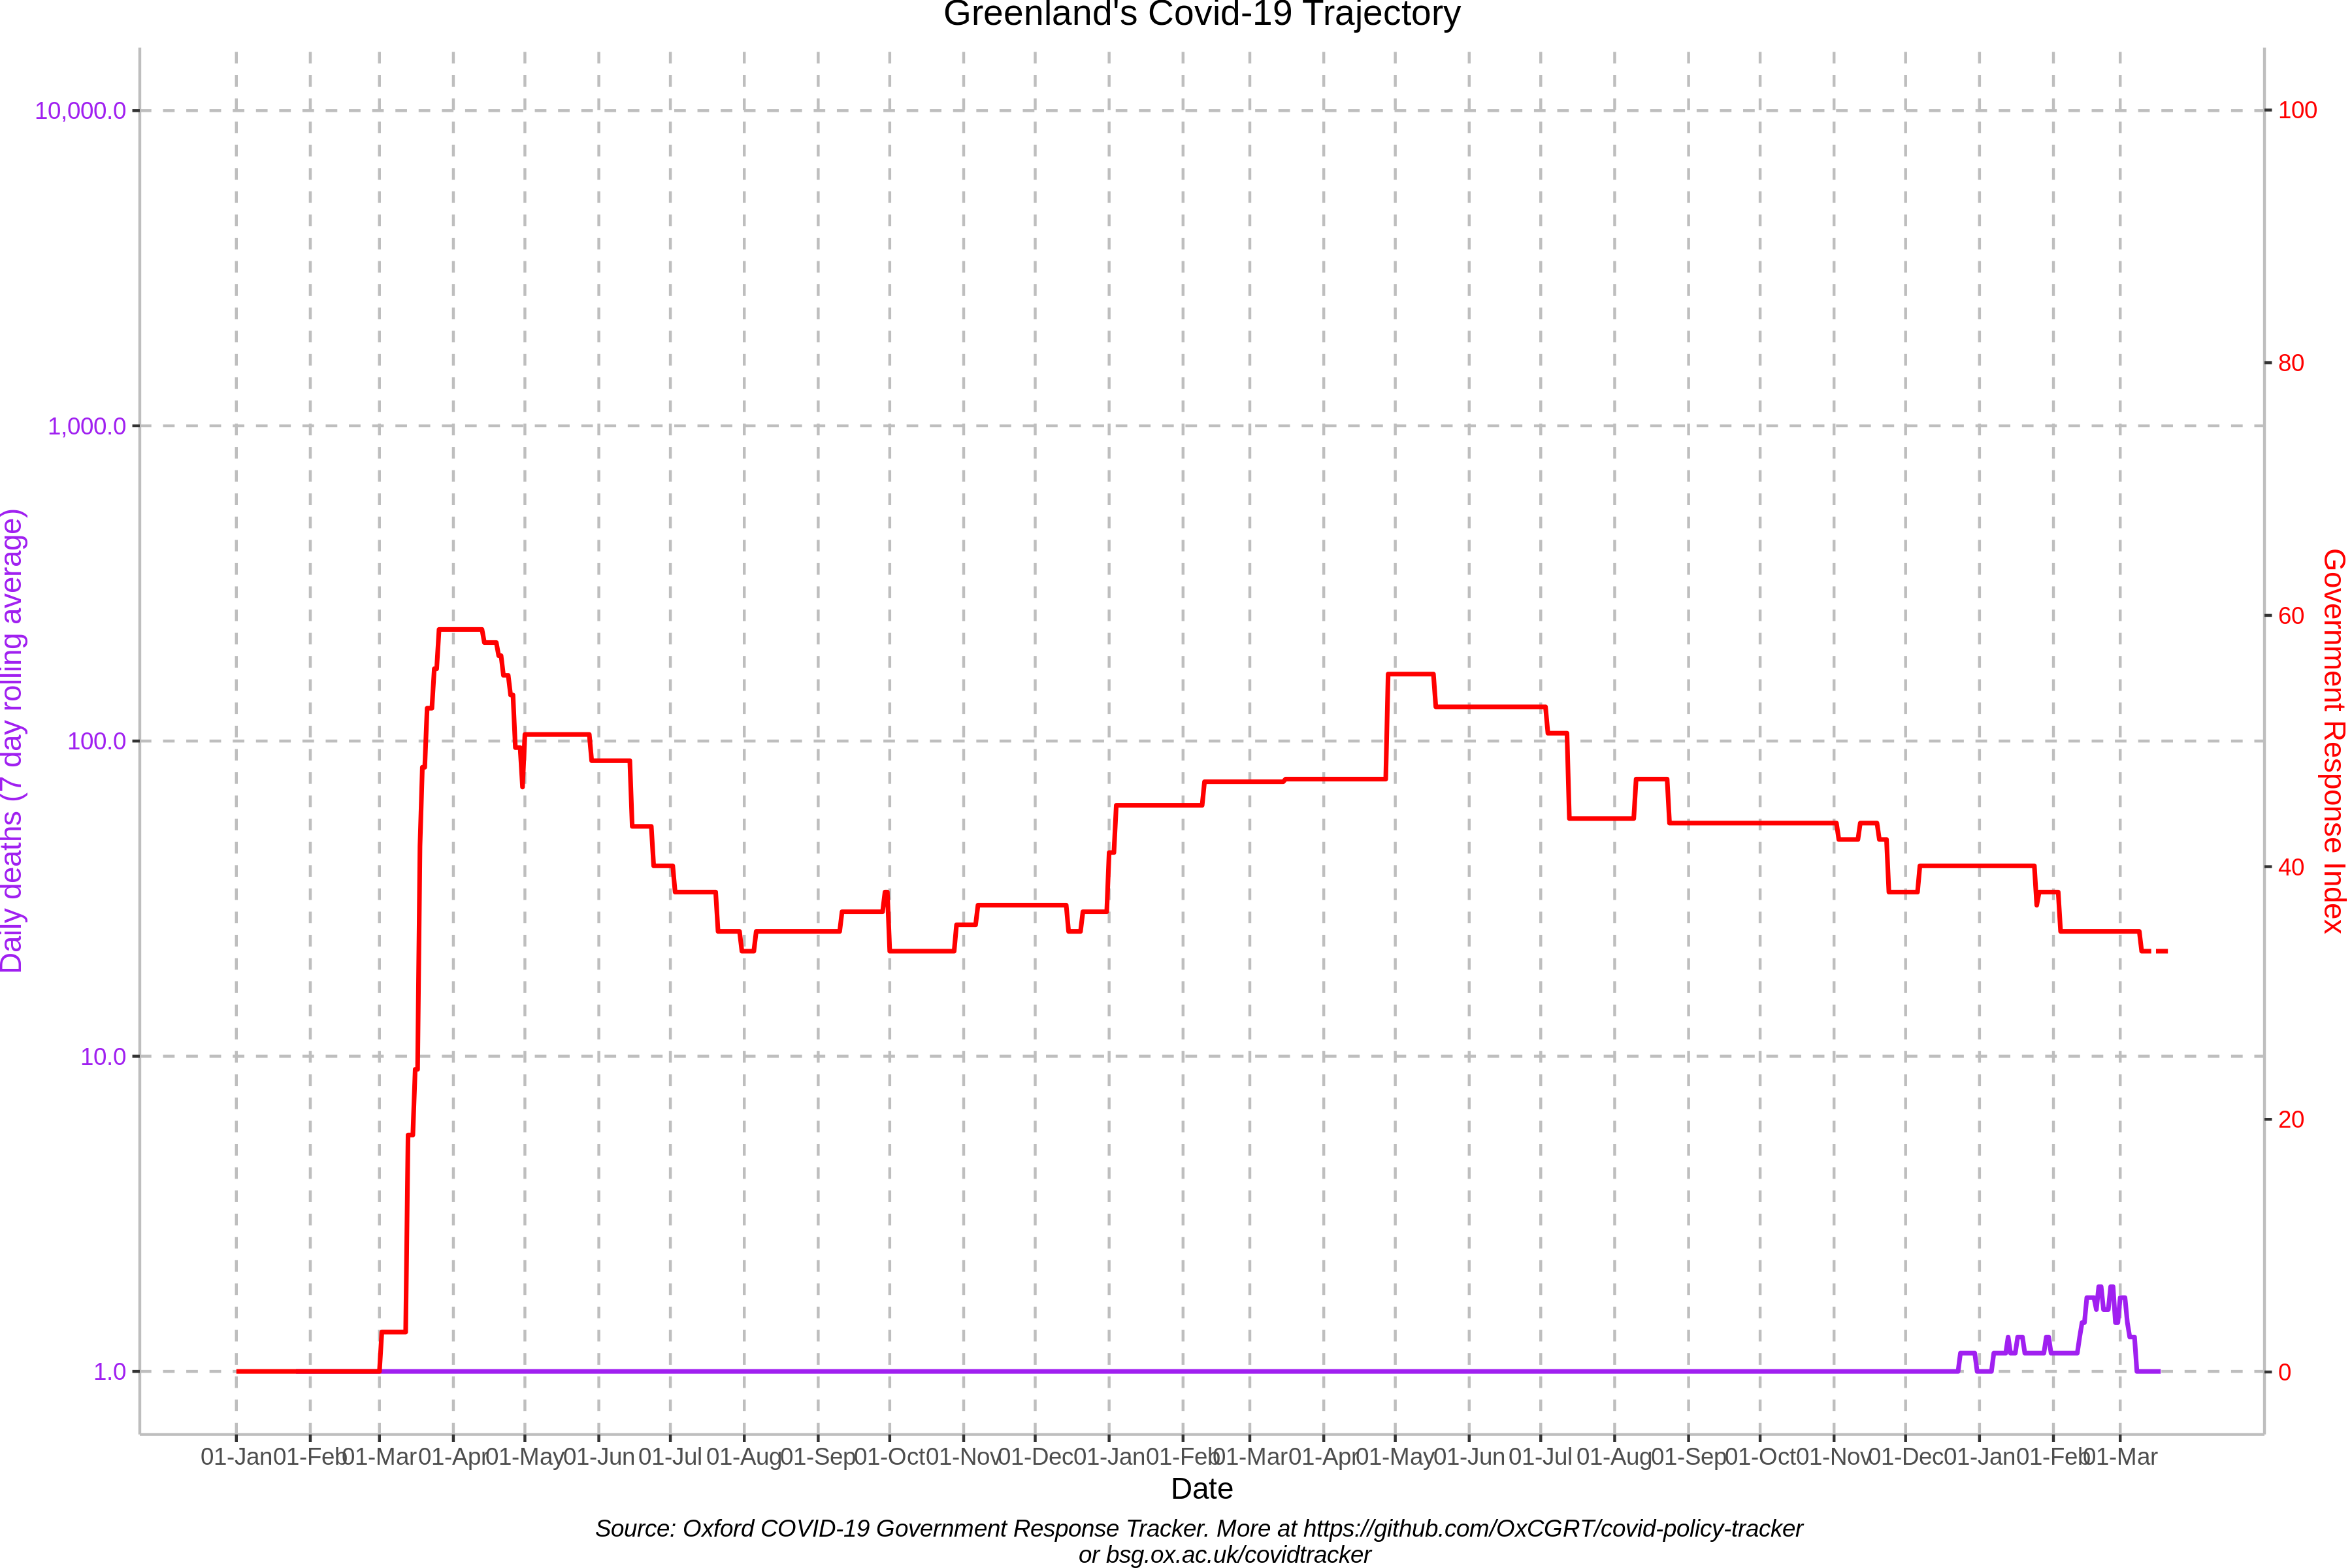 Greenland's Covid-19 Trajectory
10,000.0
1,000.0
100.0
10.0
1.0
Daily deaths (7 day rolling average)
100
80
60
40
20
0
Government Response Index
01-Jan 01-Feb 01-Mar 01-Apr 01-May 01-Jun 01-Jul 01-Aug 01-Sep 01-Oct 01-Nov 01-Dec 01-Jan 01-Feb 01-Mar 01-Apr 01-May 01-Jun 01-Jul 01-Aug 01-Sep 01-Oct 01-Nov 01-Dec 01-Jan 01-Feb 01-Mar
Date
Source: Oxford COVID-19 Government Response Tracker. More at https://github.com/OxCGRT/covid-policy-tracker
or bsg.ox.ac.uk/covidtracker